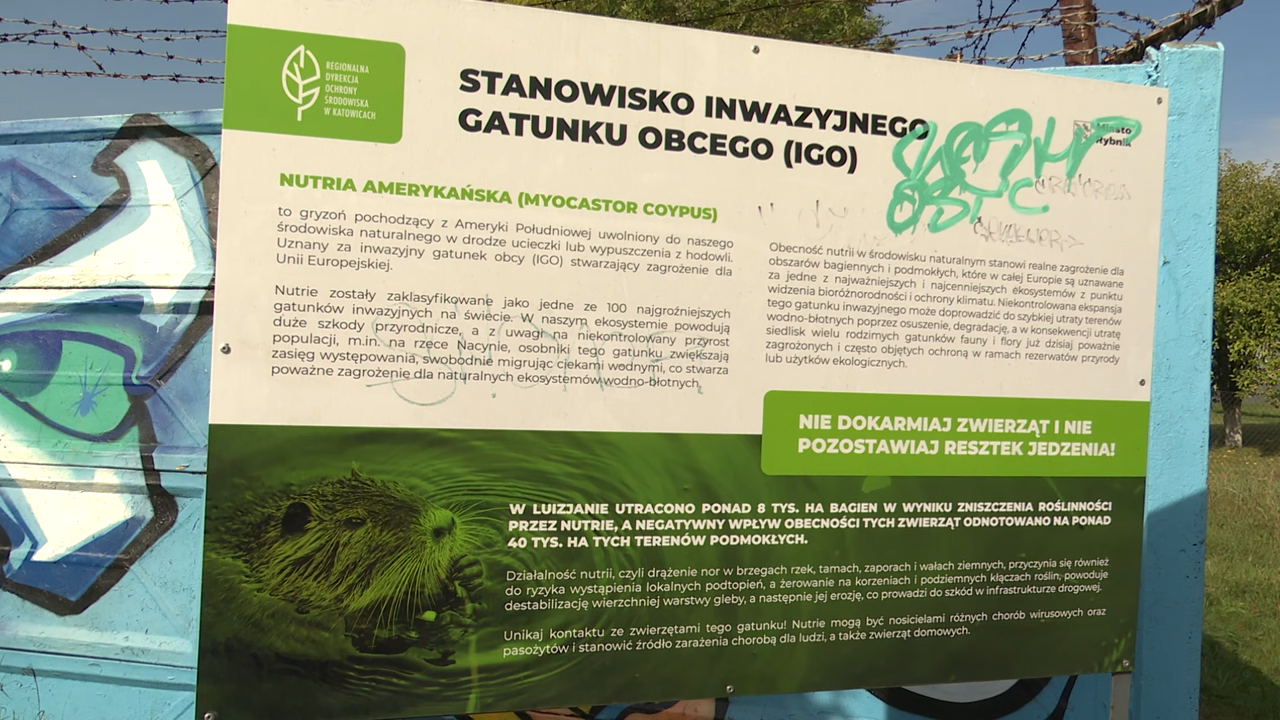 REGIONALNA
DYREKCJA
OCHRONY
ŚRODOWISKA
W KATOWICACH
STANOWISKO INWAZYJNEGO
GATUNKU OBCEGO (IGO)
Miasto
Rybnik
NUTRIA AMERYKAŃSKA (MYOCASTOR COYPUS)
to gryzoń pochodzący z Ameryki Południowej uwolniony do naszego
środowiska naturalnego w drodze ucieczki lub wypuszczenia z hodowli.
Uznany za inwazyjny gatunek obcy (IGO) stwarzający zagrożenie dla
Unii Europejskiej.
Nutrie zostały zaklasyfikowane jako jedne ze 100 najgroźniejszych
gatunków inwazyjnych na świecie. W naszym ekosystemie powodują
duże szkody przyrodnicze, a z uwagi na niekontrolowany przyrost
populacji, m.in. na rzece Nacynie, osobniki tego gatunku zwiększają
zasięg występowania, swobodnie migrując ciekami wodnymi, co stwarza
poważne zagrożenie dla naturalnych ekosystemów wodno-błotnych.
Obecność nutrii w środowisku naturalnym stanowi realne zagrożenie dla
obszarów bagiennych i podmokłych, które w całej Europie są uznawane
za jedne z najważniejszych i najcenniejszych ekosystemów z punktu
widzenia bioróżnorodności i ochrony klimatu. Niekontrolowana ekspansja
tego gatunku inwazyjnego może doprowadzić do szybkiej utraty terenów
wodno-błotnych poprzez osuszenie, degradację, a w konsekwencji utratę
siedlisk wielu rodzimych gatunków fauny i flory już dzisiaj poważnie
zagrożonych i często objętych ochroną w ramach rezerwatów przyrody
lub użytków ekologicznych.
NIE DOKARMIAJ ZWIERZĄT I NIE
POZOSTAWIAJ RESZTEK JEDZENIA!
W LUIZJANIE UTRACONO PONAD 8 TYS. HA BAGIEN W WYNIKU ZNISZCZENIA ROŚLINNOŚCI
PRZEZ NUTRIE, A NEGATYWNY WPŁYW OBECNOŚCI TYCH ZWIERZĄT ODNOTOWANO NA PONAD
40 TYS. HA TYCH TERENÓW PODMOKŁYCH.
Działalność nutrii, czyli drążenie nor w brzegach rzek, tamach, zaporach i wałach ziemnych, przyczynia się również
do ryzyka wystąpienia lokalnych podtopień, a żerowanie na korzeniach i podziemnych kłączach roślin, powoduje
destabilizację wierzchniej warstwy gleby, a następnie jej erozję, co prowadzi do szkód w infrastrukturze drogowej.
Unikaj kontaktu ze zwierzętami tego gatunku! Nutrie mogą być nosicielami różnych chorób wirusowych oraz
pasożytów i stanowić źródło zarażenia chorobą dla ludzi, a także zwierząt domowych.